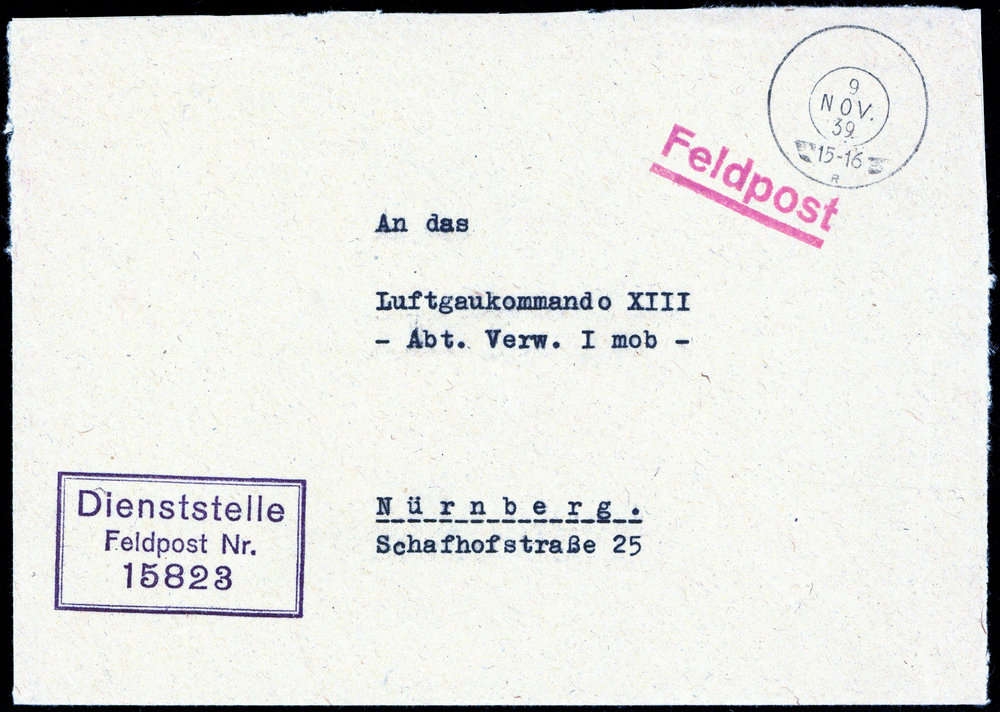 9
NOV.
39.
15-16
R
Feldpost
An das
Luftgaukommando XIII
- Abt. Verw. I mob -
Nürnberg.
Schafhofstraße 25
Dienststelle
Feldpost Nr.
15823